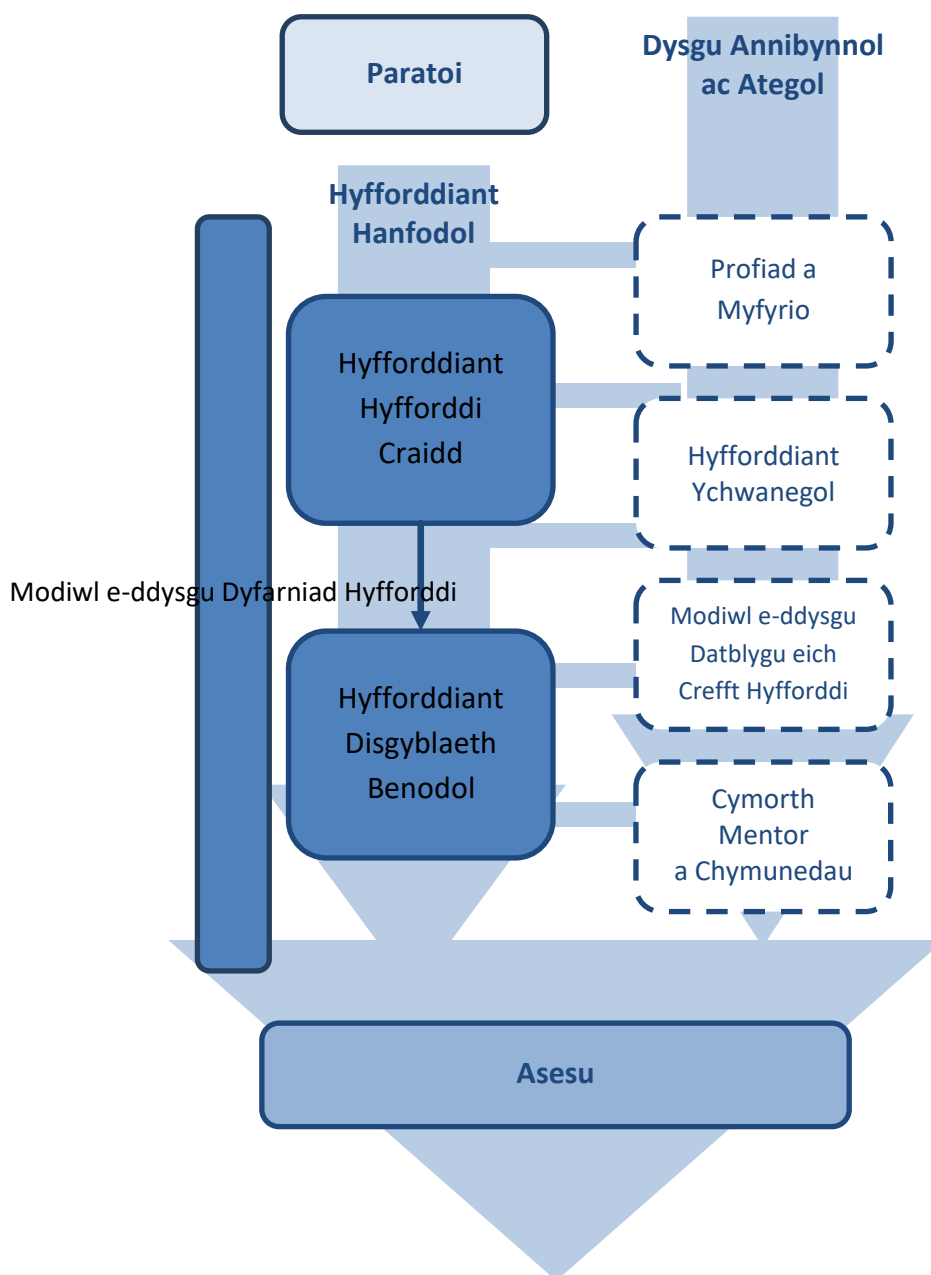 Paratoi
Dysgu Annibynnol
ac Ategol
Hyfforddiant
Hanfodol
Profiad a
Myfyrio
Hyfforddiant
Hyfforddi
Craidd
Hyfforddiant
Ychwanegol
Modiwl e-ddysgu Dyfarniad Hyfforddi
Modiwl e-ddysgu
Datblygu eich
Crefft Hyfforddi
Hyfforddiant
Disgyblaeth
Benodol
Cymorth
Mentor
a Chymunedau
Asesu